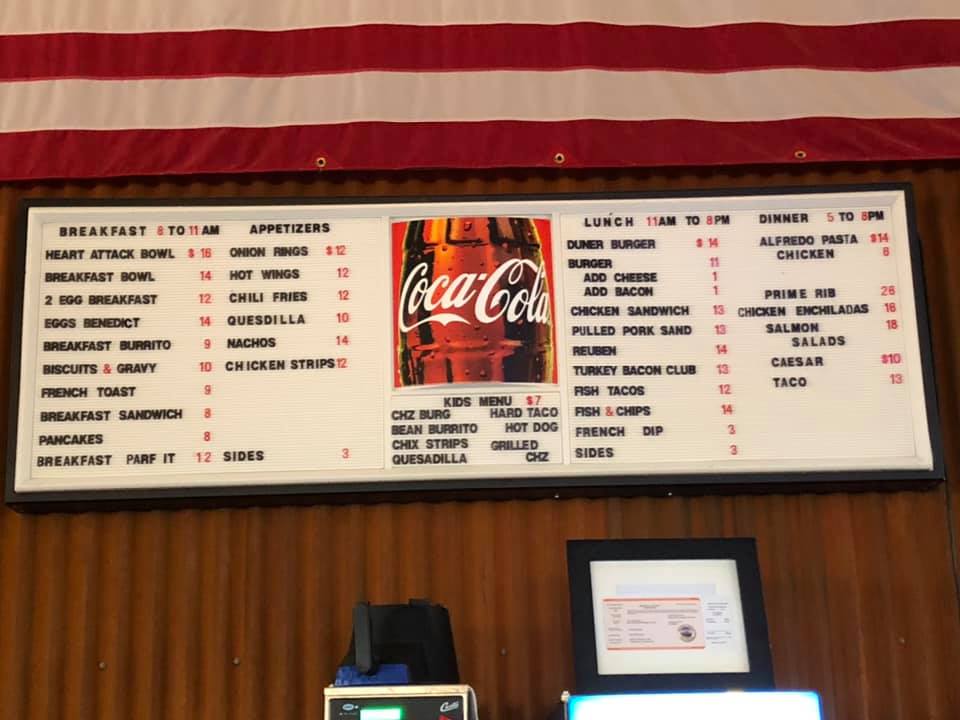 BREAKFAST 8 TO 11 AM
HEART ATTACK BOWL $ 16
BREAKFAST BOWL 14
2 EGG BREAKFAST 12
EGGS BENEDICT 14
BREAKFAST BURRITO 9
BISCUITS & GRAVY 10
FRENCH TOAST 9
BREAKFAST SANDWICH 8
PANCAKES 8
BREAKFAST PARF IT 12
APPETIZERS
ONION RINGS $12
HOT WINGS 12
CHILI FRIES 12
QUESDILLA 10
NACHOS 14
CHICKEN STRIPS 12
SIDES 3
Coca-Cola
KIDS MENU $7
CHZ BURG HARD TACO
BEAN BURRITO HOT DOG
CHIX STRIPS GRILLED
QUESADILLA CHZ
LUNCH 11AM TO 8PM
DUNER BURGER $ 14
BURGER 11
ADD CHEESE 1
ADD BACON 1
CHICKEN SANDWICH 13
PULLED PORK SAND 13
REUBEN 14
TURKEY BACON CLUB 13
FISH TACOS 12
FISH & CHIPS 14
FRENCH DIP 3
SIDES 3
DINNER 5 TO 8PM
ALFREDO PASTA $14
CHICKEN 6
PRIME RIB 26
CHICKEN ENCHILADAS 16
SALMON 18
SALADS
CAESAR $10
TACO 13
Curtis